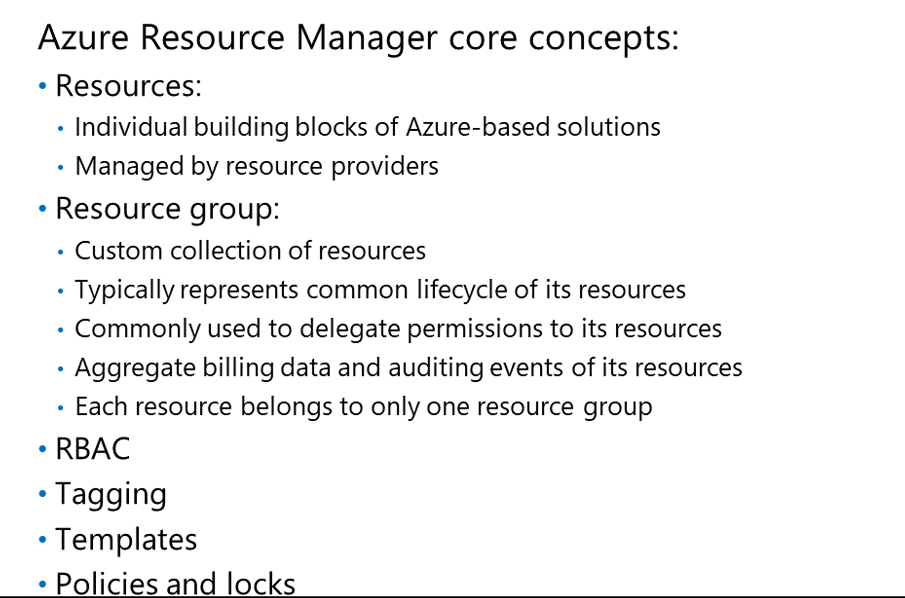 Azure Resource Manager core concepts:
• Resources:
• Individual building blocks of Azure-based solutions
• Managed by resource providers
• Resource group:
• Custom collection of resources
• Typically represents common lifecycle of its resources
• Commonly used to delegate permissions to its resources
• Aggregate billing data and auditing events of its resources
• Each resource belongs to only one resource group
• RBAC
• Tagging
• Templates
• Policies and locks